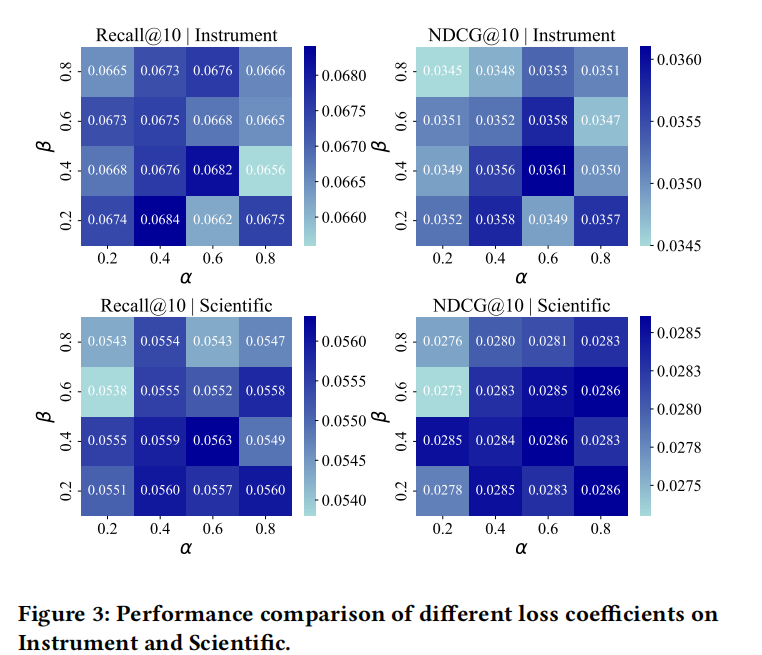 Recall@10 | Instrument
0.8 0.0665 0.0673 0.0676 0.0666
0.6 0.0673 0.0675 0.0668 0.0665
0.4 0.0668 0.0676 0.0682 0.0656
0.2 0.0674 0.0684 0.0662 0.0675
β
0.2 0.4 0.6 0.8
α
0.0680
0.0675
0.0670
0.0665
0.0660
NDCG@10 | Instrument
0.8 0.0345 0.0348 0.0353 0.0351
0.6 0.0351 0.0352 0.0358 0.0347
0.4 0.0349 0.0356 0.0361 0.0350
0.2 0.0352 0.0358 0.0349 0.0357
β
0.2 0.4 0.6 0.8
α
0.0360
0.0355
0.0350
0.0345
Recall@10 | Scientific
0.8 0.0543 0.0554 0.0543 0.0547
0.6 0.0538 0.0555 0.0552 0.0558
0.4 0.0555 0.0559 0.0563 0.0549
0.2 0.0551 0.0560 0.0557 0.0560
β
0.2 0.4 0.6 0.8
α
0.0560
0.0555
0.0550
0.0545
0.0540
NDCG@10 | Scientific
0.8 0.0276 0.0280 0.0281 0.0283
0.6 0.0273 0.0283 0.0285 0.0286
0.4 0.0285 0.0284 0.0286 0.0283
0.2 0.0278 0.0285 0.0283 0.0286
β
0.2 0.4 0.6 0.8
α
0.0285
0.0283
0.0280
0.0278
0.0275
Figure 3: Performance comparison of different loss coefficients on
Instrument and Scientific.